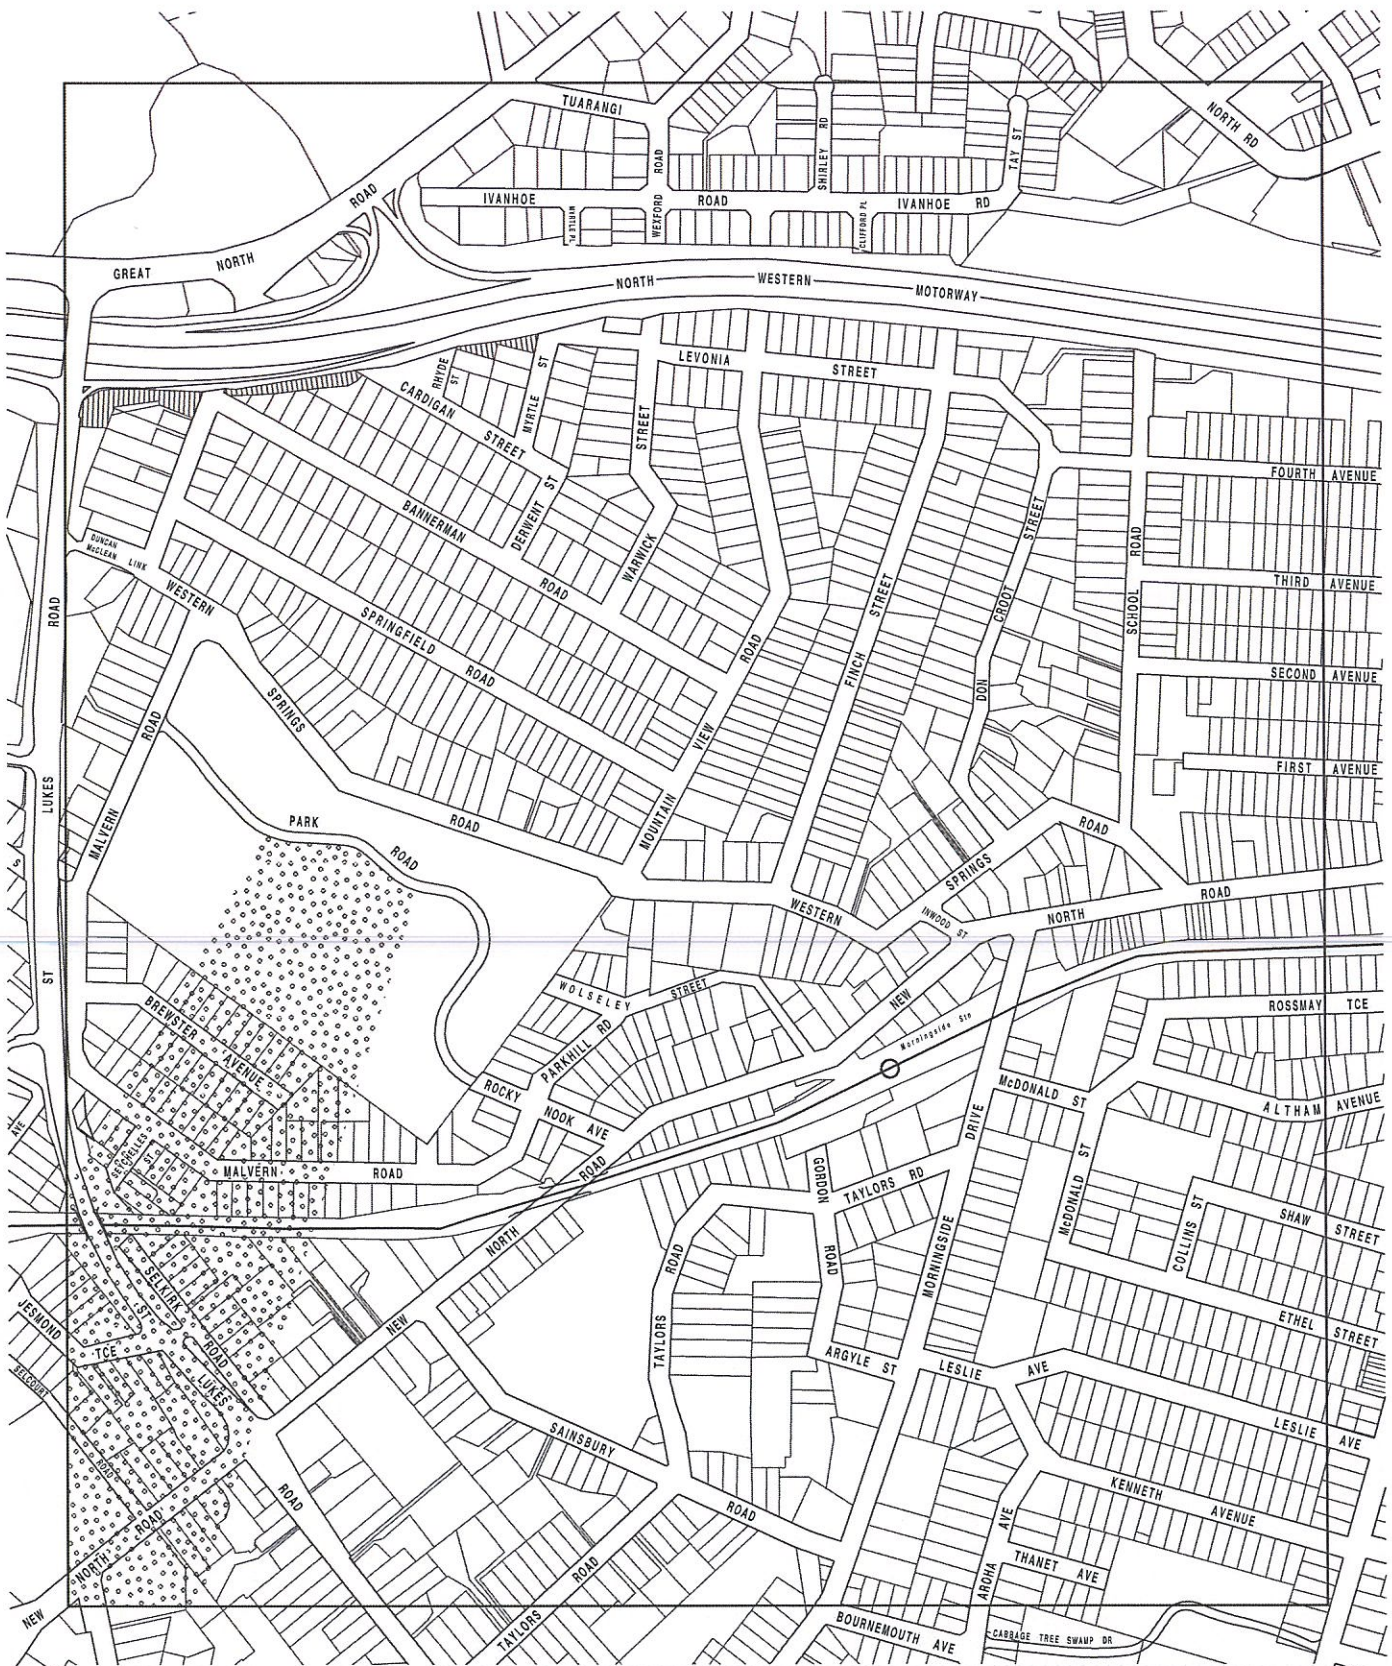 TUARANGI
ROAD
SHIRLEY RD
TAY ST
NORTH RD
ROAD
IVANHOE
ROAD
IVANHOE RD
MYRTLE PL
WEXFORD
CLIFFORD PL
GREAT
NORTH
NORTH
WESTERN
MOTORWAY
LEVONIA
STREET
RHYDE ST
MYRTLE ST
CARDIGAN
STREET
STREET
WARWICK
DERWENT ST
BANNERMAN
ROAD
FOURTH AVENUE
STREET
CROOT
DON
ROAD
SCHOOL
THIRD AVENUE
SECOND AVENUE
FIRST AVENUE
DUNCAN
McCLEAN LINK
WESTERN
SPRINGS
ROAD
SPRINGFIELD
ROAD
STREET
FINCH
ROAD
VIEW
MOUNTAIN
ROAD
LUKES
ST
S
ROAD
MALVERN
PARK
ROAD
ROAD
SPRINGS
WESTERN
INWOOD ST
NORTH
ROAD
WOLSELEY
STREET
NEW
Morningside Stn
ROSSMAY TCE
BREWSTER
AVENUE
PARKHILL RD
ROCKY
NOOK AVE
ROAD
McDONALD ST
ALTHAM AVENUE
AVE
SEYCHELLES
ST
MALVERN
ROAD
GORDON
ROAD
TAYLORS RD
DRIVE
MORNINGSIDE
McDONALD ST
COLLINS ST
SHAW STREET
NORTH
NEW
SELKIRK
ROAD
ST
LUKES
JESMOND
TCE
SELCOURT
ROAD
ROAD
TAYLORS
ETHEL STREET
ARGYLE ST
LESLIE
AVE
LESLIE AVE
SAINSBURY
ROAD
KENNETH
AVENUE
ROAD
ROAD
NORTH
NEW
ROAD
TAYLORS
AVE
AROHA
THANET AVE
BOURNEMOUTH AVE
CABBAGE TREE SWAMP DR